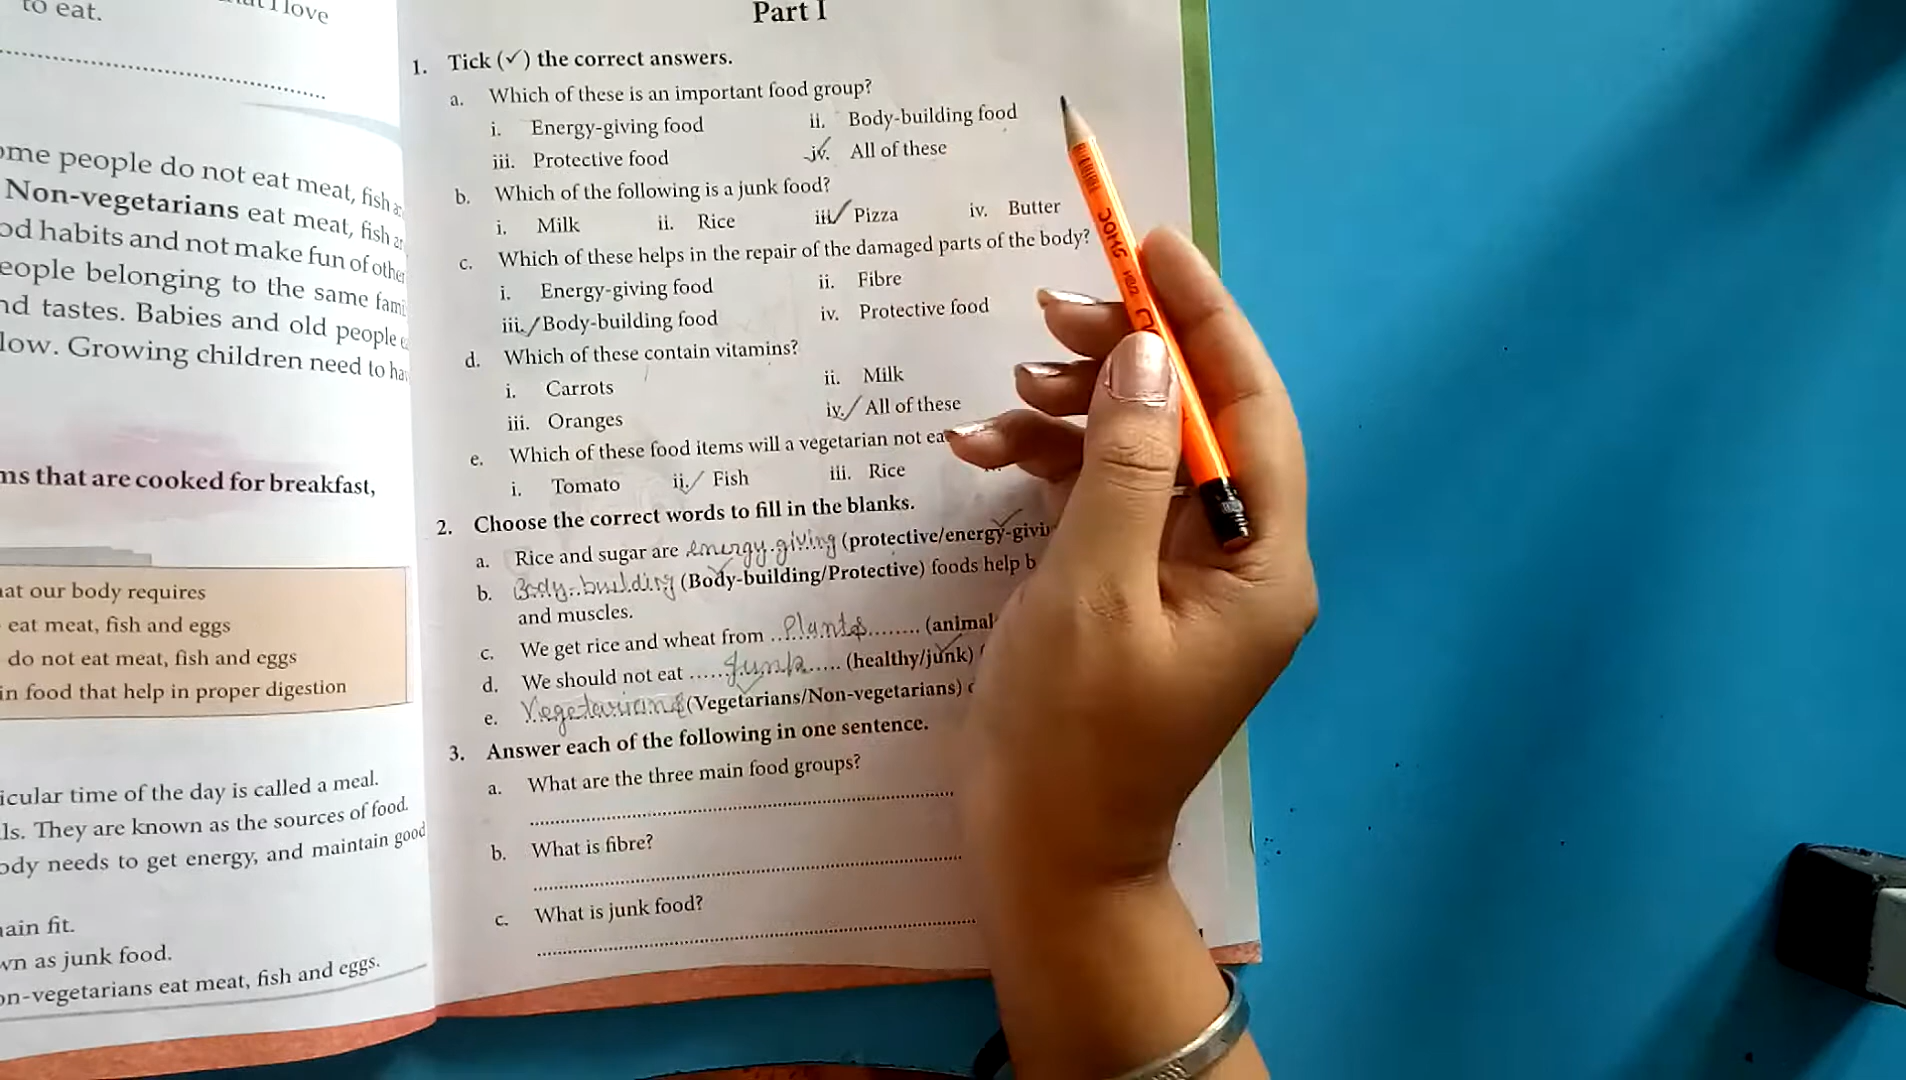 to eat.
I love
ome people do not eat meat, fish
Non-vegetarians eat meat, fish
od habits and not make fun of other
eople belonging to the same fami
nd tastes. Babies and old people
low. Growing children need to ha
ms that are cooked for breakfast,
at our body requires
eat meat, fish and eggs
do not eat meat, fish and eggs
in food that help in proper digestion
icular time of the day is called a meal.
ls. They are known as the sources of food.
ody needs to get energy, and maintain good
ain fit.
wn as junk food.
on-vegetarians eat meat, fish and eggs.
Part I
1. Tick (✓) the correct answers.
a. Which of these is an important food group?
i. Energy-giving food ii. Body-building food
iii. Protective food iv. All of these
b. Which of the following is a junk food?
i. Milk ii. Rice iii. Pizza iv. Butter
c. Which of these helps in the repair of the damaged parts of the body?
i. Energy-giving food ii. Fibre
iii. Body-building food iv. Protective food
d. Which of these contain vitamins?
i. Carrots ii. Milk
iii. Oranges iv. All of these
e. Which of these food items will a vegetarian not ea
i. Tomato ii. Fish iii. Rice
2. Choose the correct words to fill in the blanks.
a. Rice and sugar are energy-giving (protective/energy-givi
b. Body-building (Body-building/Protective) foods help b
and muscles.
c. We get rice and wheat from Plants (animal
d. We should not eat Junk (healthy/junk)
e. Vegetarians (Vegetarians/Non-vegetarians)
3. Answer each of the following in one sentence.
a. What are the three main food groups?
b. What is fibre?
c. What is junk food?
DOMS